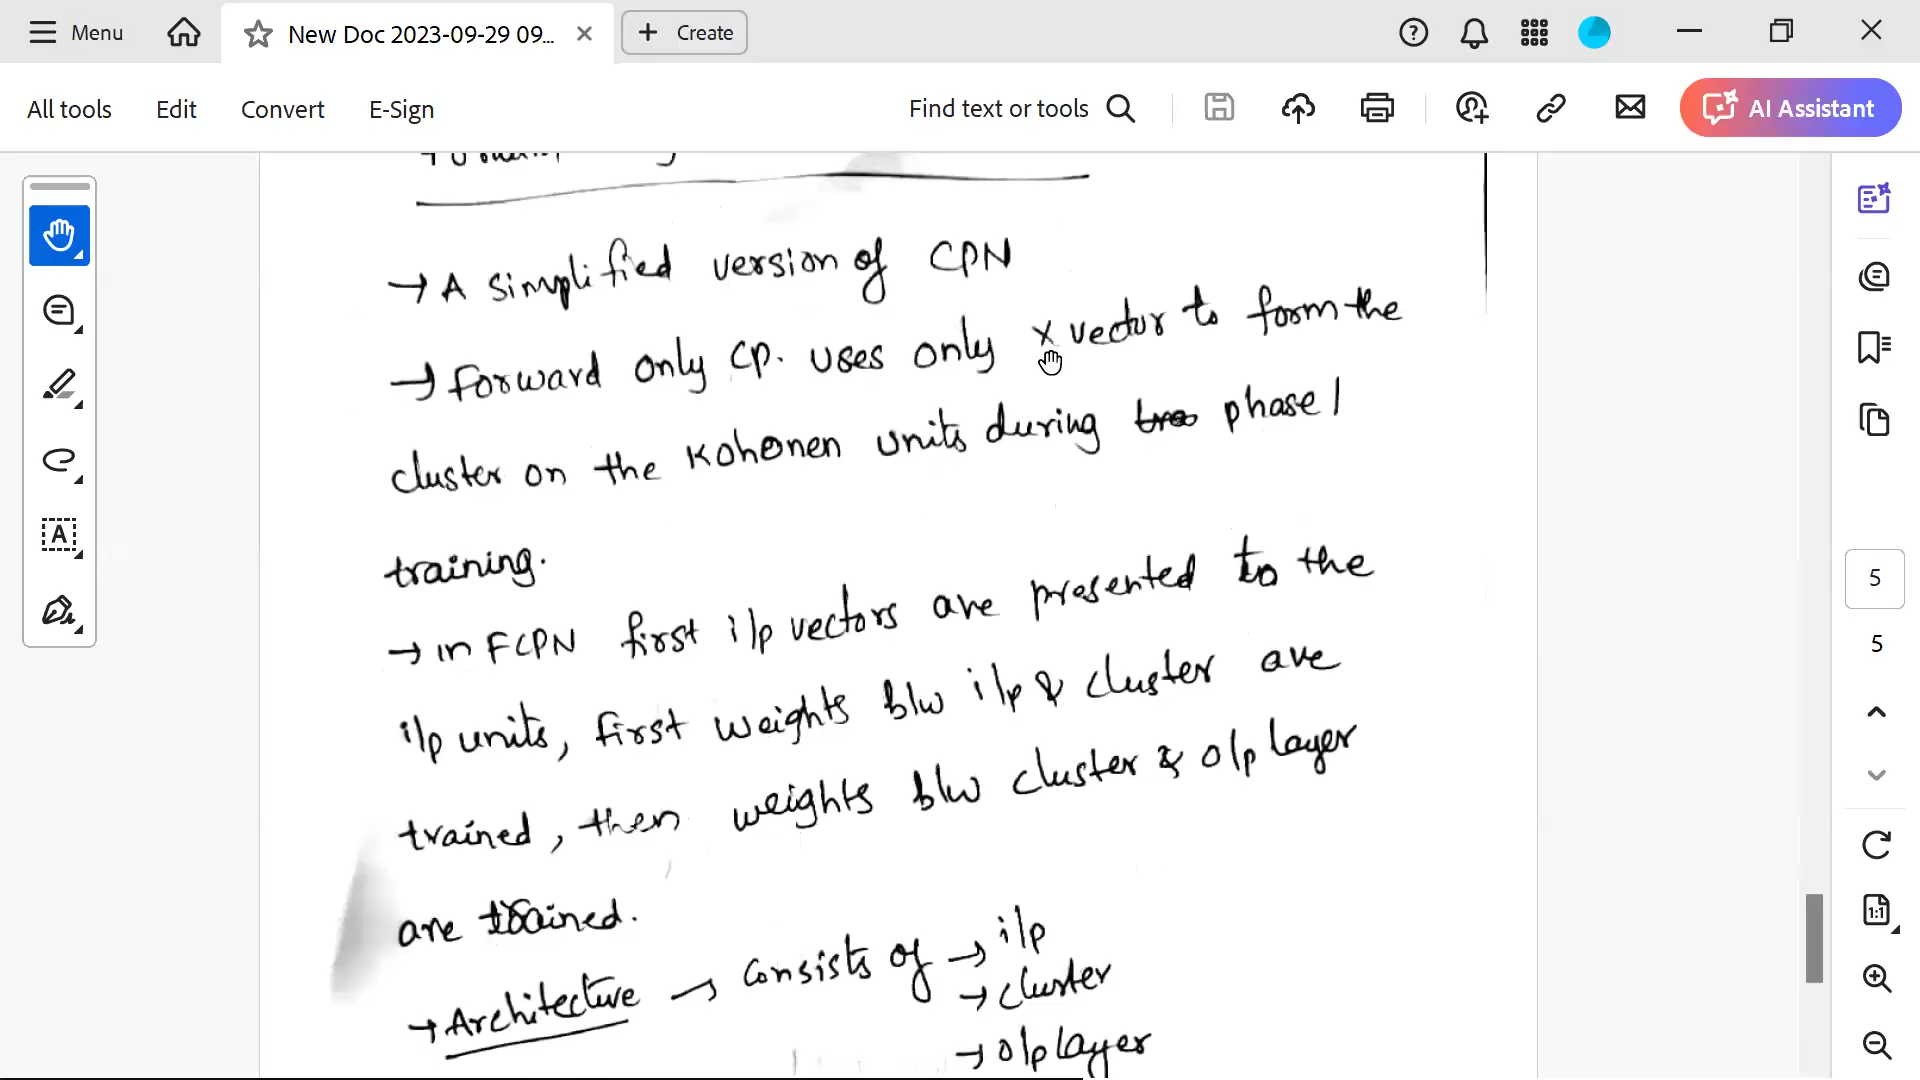 Menu
New Doc 2023-09-29 09...
Create
All tools
Edit
Convert
E-Sign
Find text or tools
AI Assistant
→ A simplified version of CPN
→ Forward only CP. uses only x vector to form the
cluster on the Kohonen units during phase 1
training.
→ in FCPN first i/p vectors are presented to the
i/p units, first weights b/w i/p & cluster are
trained, then weights b/w cluster & o/p layer
are trained.
→ Architecture → Consists of → i/p
→ cluster
→ o/p layer
5
5
1:1